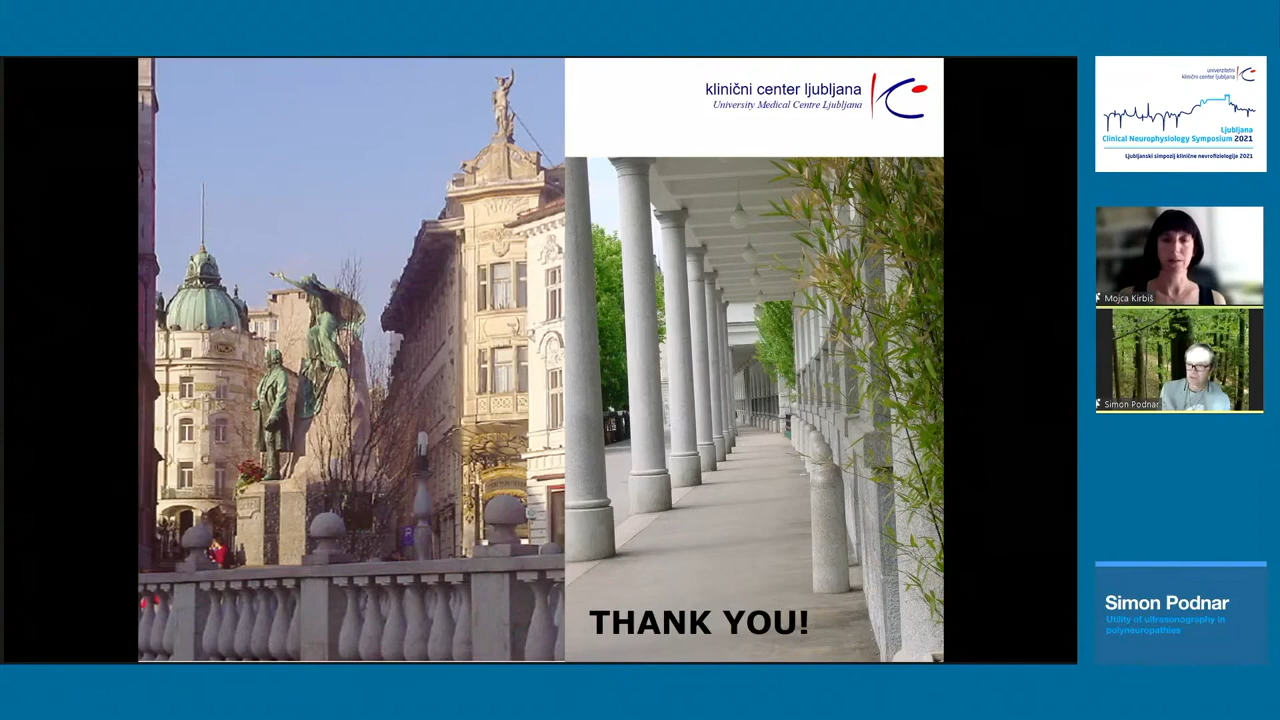 klinični center ljubljana
University Medical Centre Ljubljana
THANK YOU!
univerzitetni
klinični center ljubljana
Ljubljana
Clinical Neurophysiology Symposium 2021
Ljubljanski simpozij klinične nevrofiziologije 2021
Mojca Kirbiš
Simon Podnar
Simon Podnar
Utility of ultrasonography in
polyneuropathies